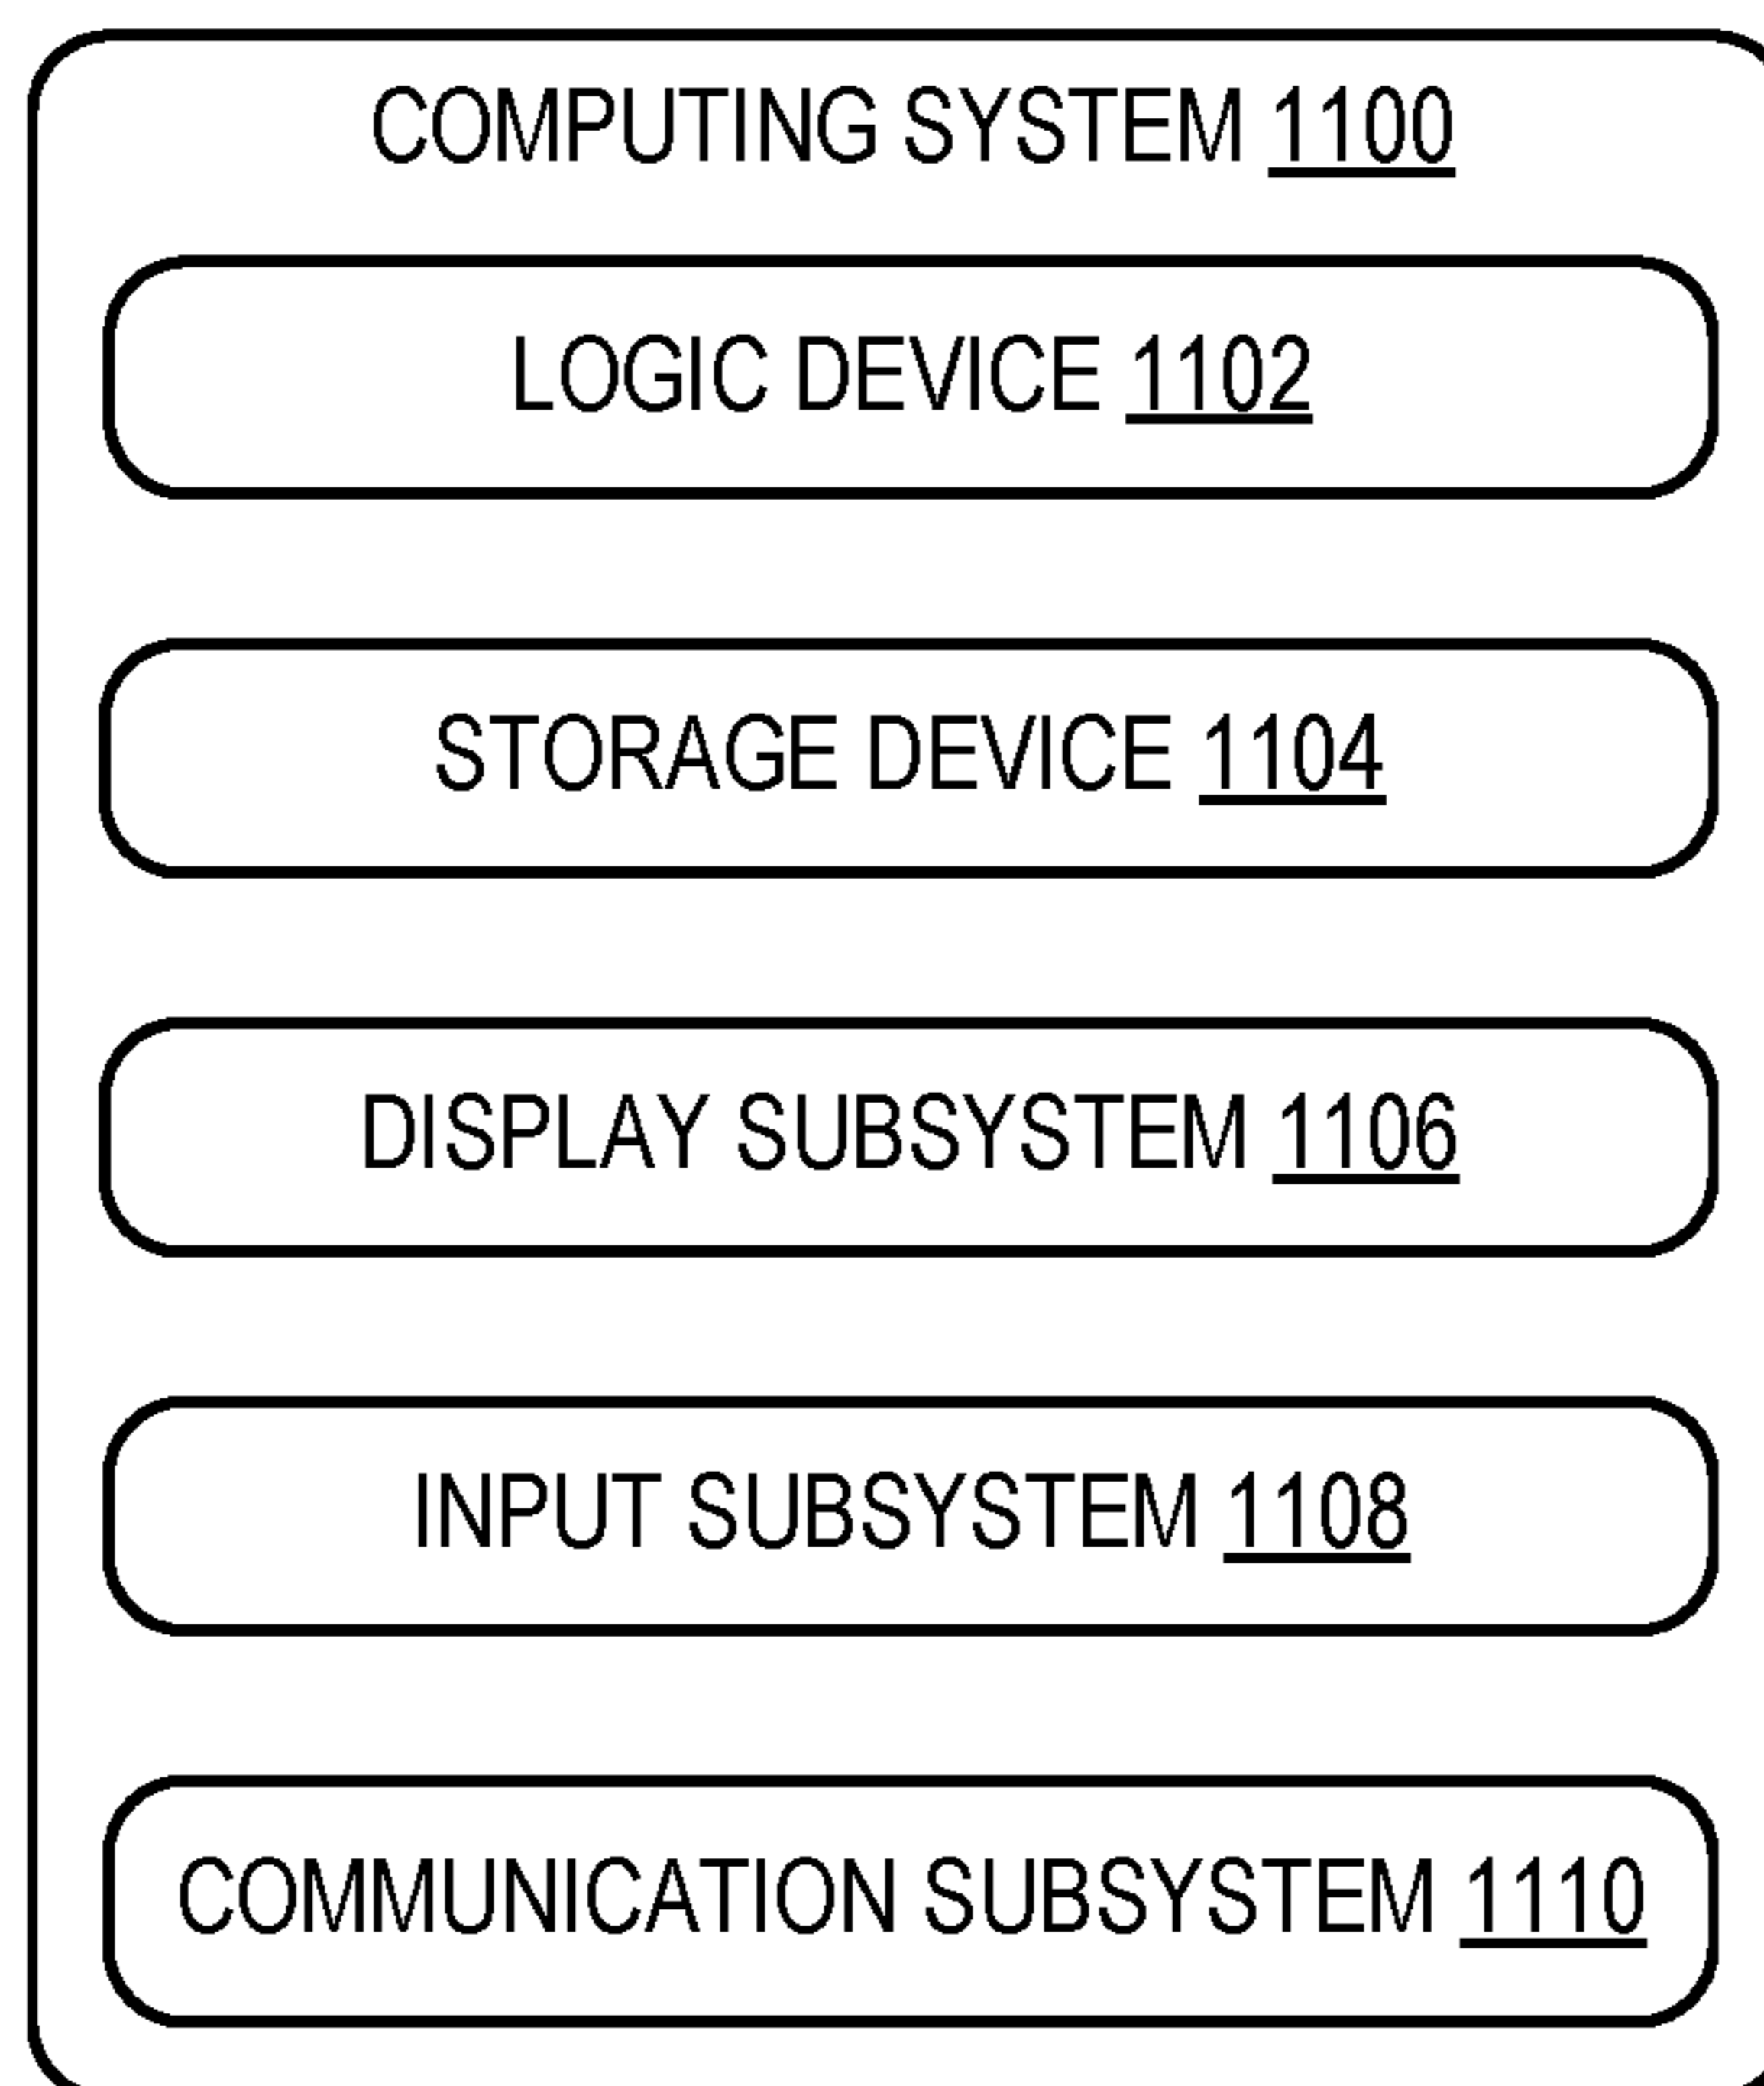 COMPUTING SYSTEM 1100
LOGIC DEVICE 1102
STORAGE DEVICE 1104
DISPLAY SUBSYSTEM 1106
INPUT SUBSYSTEM 1108
COMMUNICATION SUBSYSTEM 1110